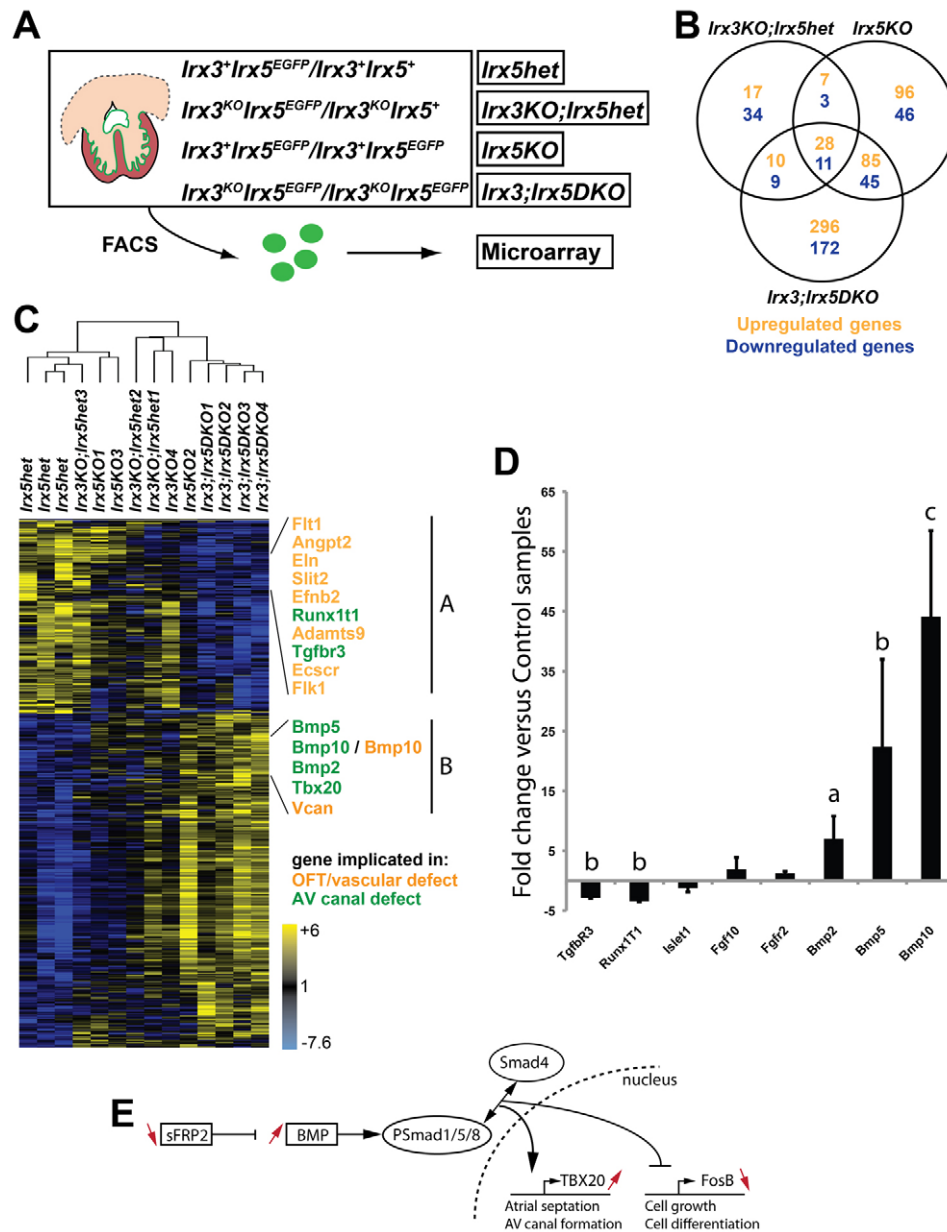 A
Irx3+Irx5EGFP/Irx3+Irx5+
Irx5het
Irx3KOIrx5EGFP/Irx3KOIrx5+
Irx3KO;Irx5het
Irx3+Irx5EGFP/Irx3+Irx5EGFP
Irx5KO
Irx3KOIrx5EGFP/Irx3KOIrx5EGFP
Irx3;Irx5DKO
FACS
Microarray
B
Irx3KO;Irx5het
Irx5KO
17
34
7
3
96
46
28
11
10
9
85
45
296
172
Irx3;Irx5DKO
Upregulated genes
Downregulated genes
C
Irx5het
Irx5het
Irx5het
Irx3KO;Irx5het3
Irx5KO1
Irx5KO3
Irx3KO;Irx5het2
Irx3KO;Irx5het1
Irx3KO4
Irx5KO2
Irx3;Irx5DKO1
Irx3;Irx5DKO2
Irx3;Irx5DKO3
Irx3;Irx5DKO4
Flt1
Angpt2
Eln
Slit2
Efnb2
Runx1t1
Adamts9
Tgfbr3
Ecscr
Flk1
A
Bmp5
Bmp10 / Bmp10
Bmp2
Tbx20
Vcan
B
gene implicated in:
OFT/vascular defect
AV canal defect
+6
1
-7.6
D
Fold change versus Control samples
65
55
45
35
25
15
5
-5
b
b
a
b
c
TgfbR3
Runx1T1
Islet1
Fgf10
Fgfr2
Bmp2
Bmp5
Bmp10
E
sFRP2
BMP
PSmad1/5/8
Smad4
nucleus
TBX20
Atrial septation
AV canal formation
FosB
Cell growth
Cell differentiation